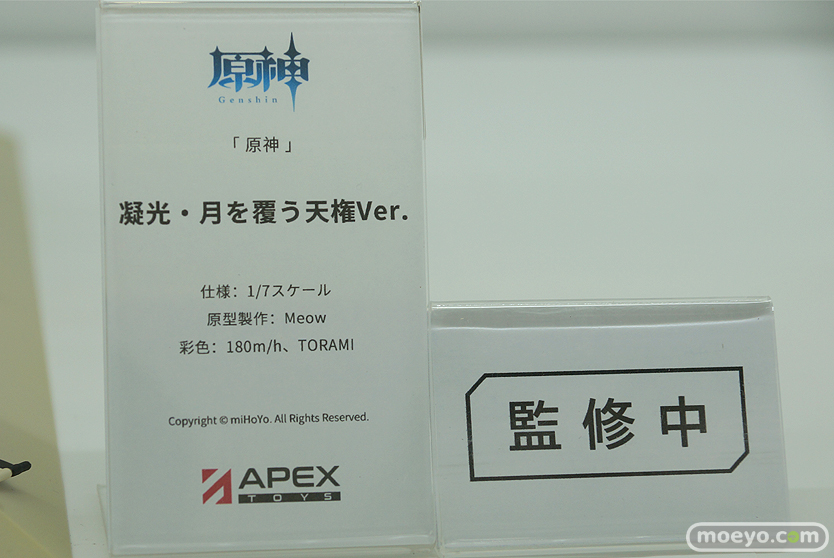 原神
Genshin
「原神」
凝光・月を覆う天権Ver.
仕様：1/7スケール
原型製作：Meow
彩色：180m/h、TORAMI
Copyright © miHoYo. All Rights Reserved.
APEX
TOYS
監修中
moeyo.com